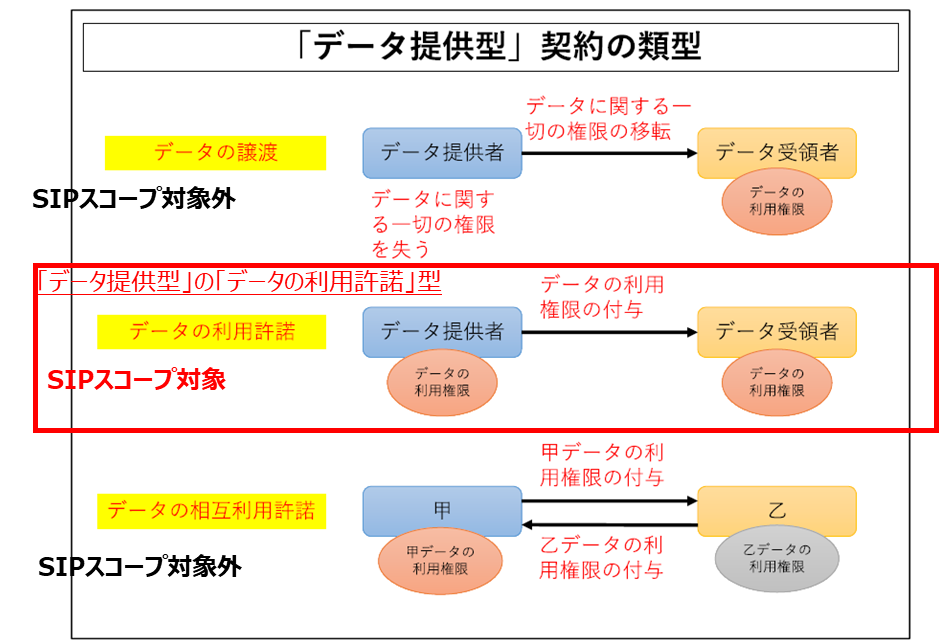 「データ提供型」契約の類型
データに関する一
切の権限の移転
データの譲渡
データ提供者
データ受領者
SIPスコープ対象外
データに関す
る一切の権限
を失う
データの
利用権限
「データ提供型」の「データの利用許諾」型
データの利用
権限の付与
データの利用許諾
データ提供者
データ受領者
SIPスコープ対象
データの
利用権限
データの
利用権限
甲データの利
用権限の付与
データの相互利用許諾
甲
乙
乙データの利
用権限の付与
SIPスコープ対象外
甲データの
利用権限
乙データの
利用権限